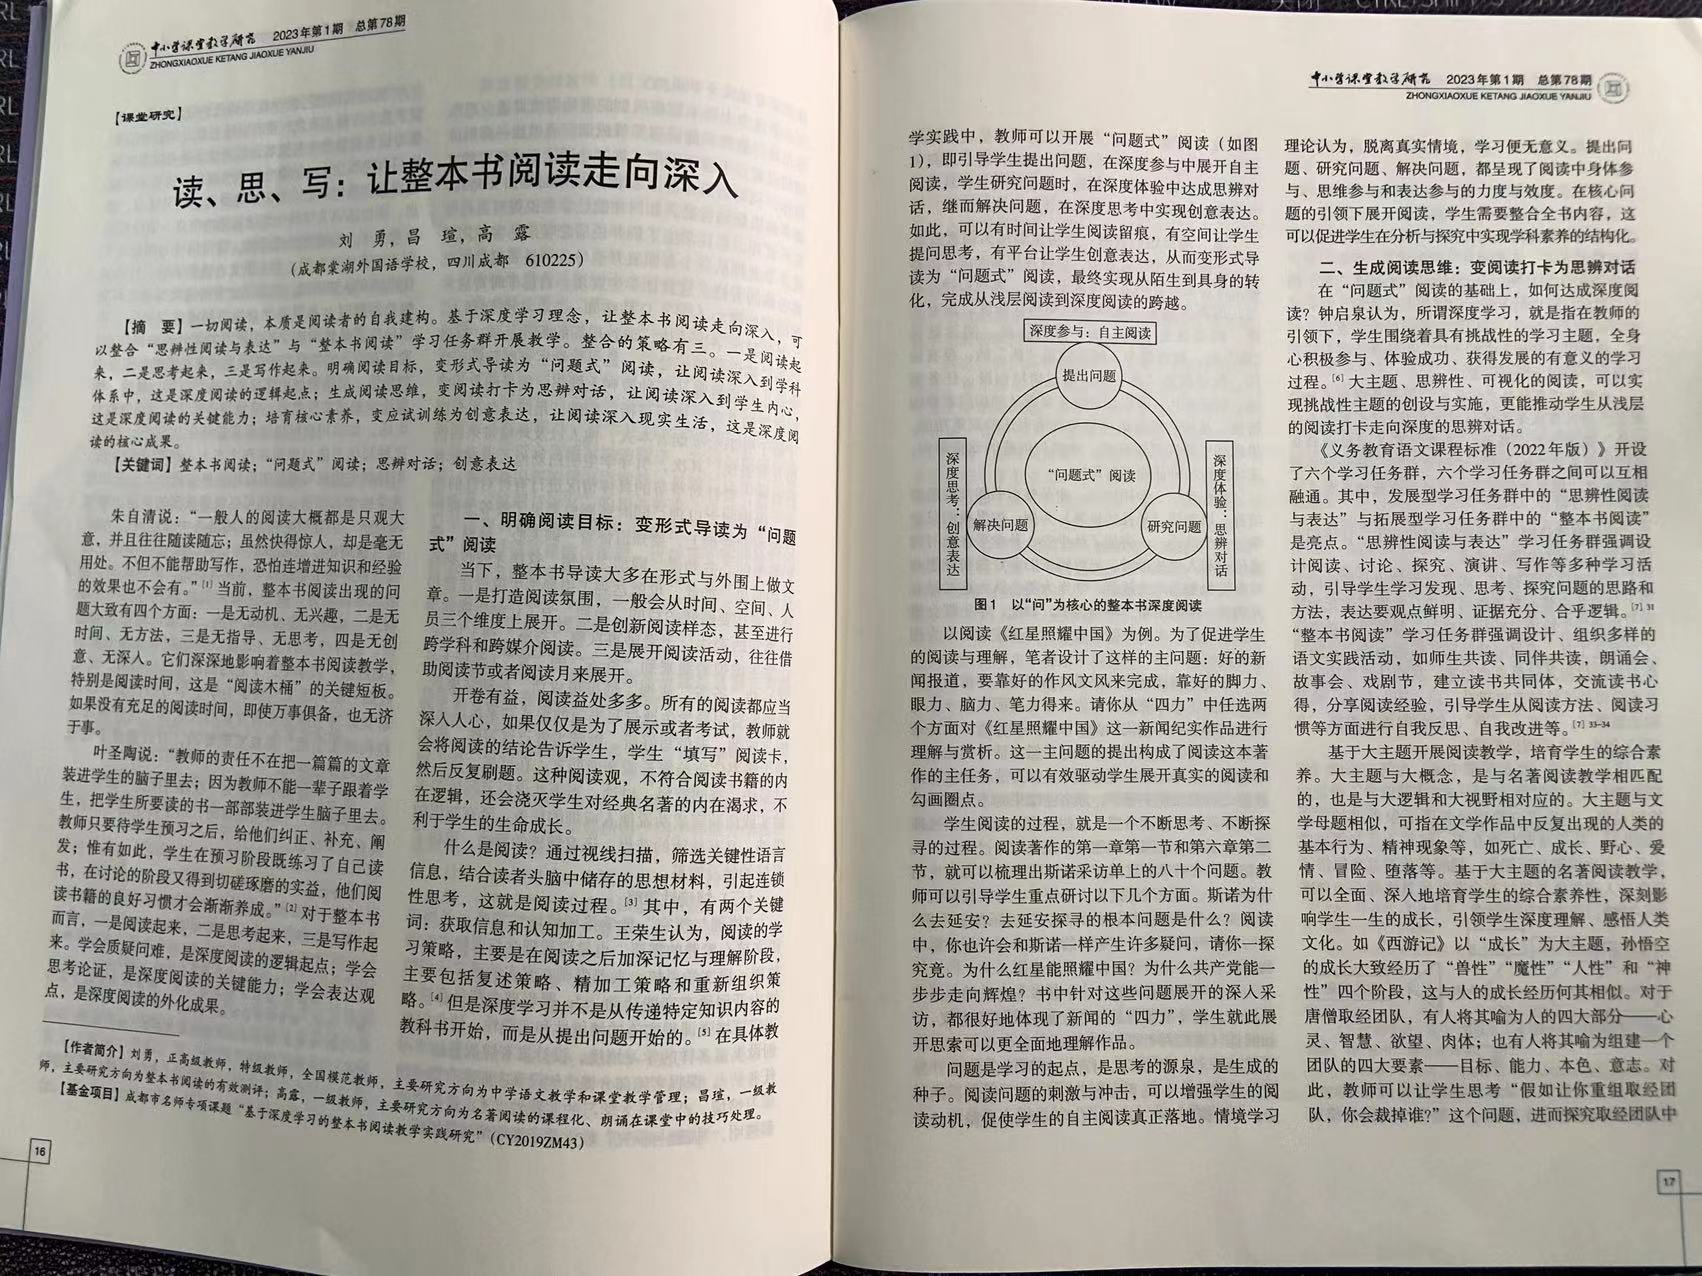 中小学课堂教学研究 2023年第1期 总第78期
ZHONGXIAOXUE KETANG JIAOXUE YANJIU
【课堂研究】
读、思、写：让整本书阅读走向深入
刘 勇，昌 瑄，高 露
（成都棠湖外国语学校，四川成都 610225）
【摘 要】一切阅读，本质是阅读者的自我建构。基于深度学习理念，让整本书阅读走向深入，可
以整合“思辨性阅读与表达”与“整本书阅读”学习任务群开展教学。整合的策略有三。一是阅读起
来，二是思考起来，三是写作起来。明确阅读目标，变形式导读为“问题式”阅读，让阅读深入到学科
体系中，这是深度阅读的逻辑起点；生成阅读思维，变阅读打卡为思辨对话，让阅读深入到学生内心，
这是深度阅读的关键能力；培育核心素养，变应试训练为创意表达，让阅读深入现实生活，这是深度阅
读的核心成果。
【关键词】整本书阅读；“问题式”阅读；思辨对话；创意表达
朱自清说：“一般人的阅读大概都是只观大
意，并且往往随读随忘；虽然快得惊人，却是毫无
用处。不但不能帮助写作，恐怕连增进知识和经验
的效果也不会有。”[1] 当前，整本书阅读出现的问
题大致有四个方面：一是无动机、无兴趣，二是无
时间、无方法，三是无指导、无思考，四是无创
意、无深入。它们深深地影响着整本书阅读教学，
特别是阅读时间，这是“阅读木桶”的关键短板。
如果没有充足的阅读时间，即使万事俱备，也无济
于事。
叶圣陶说：“教师的责任不在把一篇篇的文章
装进学生的脑子里去；因为教师不能一辈子跟着学
生，把学生所要读的书一部部装进学生脑子里去。
教师只要待学生预习之后，给他们纠正、补充、阐
发；惟有如此，学生在预习阶段既练习了自己读
书，在讨论的阶段又得到切磋琢磨的实益，他们阅
读书籍的良好习惯才会渐渐养成。”[2] 对于整本书
而言，一是阅读起来，二是思考起来，三是写作起
来。学会质疑问难，是深度阅读的逻辑起点；学会
思考论证，是深度阅读的关键能力；学会表达观
点，是深度阅读的外化成果。
一、明确阅读目标：变形式导读为“问题
式”阅读
当下，整本书导读大多在形式与外围上做文
章。一是打造阅读氛围，一般会从时间、空间、人
员三个维度上展开。二是创新阅读样态，甚至进行
跨学科和跨媒介阅读。三是展开阅读活动，往往借
助阅读节或者阅读月来展开。
开卷有益，阅读益处多多。所有的阅读都应当
深入人心，如果仅仅是为了展示或者考试，教师就
会将阅读的结论告诉学生，学生“填写”阅读卡，
然后反复刷题。这种阅读观，不符合阅读书籍的内
在逻辑，还会浇灭学生对经典名著的内在渴求，不
利于学生的生命成长。
什么是阅读？通过视线扫描，筛选关键性语言
信息，结合读者头脑中储存的思想材料，引起连锁
性思考，这就是阅读过程。[3] 其中，有两个关键
词：获取信息和认知加工。王荣生认为，阅读的学
习策略，主要是在阅读之后加深记忆与理解阶段，
主要包括复述策略、精加工策略和重新组织策
略。[4] 但是深度学习并不是从传递特定知识内容的
教科书开始，而是从提出问题开始的。[5] 在具体教
【作者简介】刘勇，正高级教师，特级教师，全国模范教师，主要研究方向为中学语文教学和课堂教学管理；昌瑄，一级教
师，主要研究方向为整本书阅读的有效测评；高露，一级教师，主要研究方向为名著阅读的课程化、朗诵在课堂中的技巧处理。
【基金项目】成都市名师专项课题“基于深度学习的整本书阅读教学实践研究”（CY2019ZM43）
16
中小学课堂教学研究 2023年第1期 总第78期
ZHONGXIAOXUE KETANG JIAOXUE YANJIU
学实践中，教师可以开展“问题式”阅读（如图
1），即引导学生提出问题，在深度参与中展开自主
阅读，学生研究问题时，在深度体验中达成思辨对
话，继而解决问题，在深度思考中实现创意表达。
如此，可以有时间让学生阅读留痕，有空间让学生
提问思考，有平台让学生创意表达，从而变形式导
读为“问题式”阅读，最终实现从陌生到具身的转
化，完成从浅层阅读到深度阅读的跨越。
深度参与：自主阅读
提出问题
深度思考：创意表达
“问题式”阅读
深度体验：思辨对话
解决问题
研究问题
图1 以“问”为核心的整本书深度阅读
以阅读《红星照耀中国》为例。为了促进学生
的阅读与理解，笔者设计了这样的主问题：好的新
闻报道，要靠好的作风文风来完成，靠好的脚力、
眼力、脑力、笔力得来。请你从“四力”中任选两
个方面对《红星照耀中国》这一新闻纪实作品进行
理解与赏析。这一主问题的提出构成了阅读这本著
作的主任务，可以有效驱动学生展开真实的阅读和
勾画圈点。
学生阅读的过程，就是一个不断思考、不断探
寻的过程。阅读著作的第一章第一节和第六章第二
节，就可以梳理出斯诺采访单上的八十个问题。教
师可以引导学生重点研讨以下几个方面。斯诺为什
么去延安？去延安探寻的根本问题是什么？阅读
中，你也许会和斯诺一样产生许多疑问，请你一探
究竟。为什么红星能照耀中国？为什么共产党能一
步步走向辉煌？书中针对这些问题展开的深人采
访，都很好地体现了新闻的“四力”，学生就此展
开思索可以更全面地理解作品。
问题是学习的起点，是思考的源泉，是生成的
种子。阅读问题的刺激与冲击，可以增强学生的阅
读动机，促使学生的自主阅读真正落地。情境学习
理论认为，脱离真实情境，学习便无意义。提出问
题、研究问题、解决问题，都呈现了阅读中身体参
与、思维参与和表达参与的力度与效度。在核心问
题的引领下展开阅读，学生需要整合全书内容，这
可以促进学生在分析与探究中实现学科素养的结构化。
二、生成阅读思维：变阅读打卡为思辨对话
在“问题式”阅读的基础上，如何达成深度阅
读？钟启泉认为，所谓深度学习，就是指在教师的
引领下，学生围绕着具有挑战性的学习主题，全身
心积极参与、体验成功、获得发展的有意义的学习
过程。[6] 大主题、思辨性、可视化的阅读，可以实
现挑战性主题的创设与实施，更能推动学生从浅层
的阅读打卡走向深度的思辨对话。
《义务教育语文课程标准（2022年版）》开设
了六个学习任务群，六个学习任务群之间可以互相
融通。其中，发展型学习任务群中的“思辨性阅读
与表达”与拓展型学习任务群中的“整本书阅读”
是亮点。“思辨性阅读与表达”学习任务群强调设
计阅读、讨论、探究、演讲、写作等多种学习活
动，引导学生学习发现、思考、探究问题的思路和
方法，表达要观点鲜明、证据充分、合乎逻辑。[7] 31
“整本书阅读”学习任务群强调设计、组织多样的
语文实践活动，如师生共读、同伴共读，朗诵会、
故事会、戏剧节，建立读书共同体，交流读书心
得，分享阅读经验，引导学生从阅读方法、阅读习
惯等方面进行自我反思、自我改进等。[7] 33-34
基于大主题开展阅读教学，培育学生的综合素
养。大主题与大概念，是与名著阅读教学相匹配
的，也是与大逻辑和大视野相对应的。大主题与文
学母题相似，可指在文学作品中反复出现的人类的
基本行为、精神现象等，如死亡、成长、野心、爱
情、冒险、堕落等。基于大主题的名著阅读教学，
可以全面、深人地培育学生的综合素养性，深刻影
响学生一生的成长，引领学生深度理解、感悟人类
文化。如《西游记》以“成长”为大主题，孙悟空
的成长大致经历了“兽性”“魔性”“人性”和“神
性”四个阶段，这与人的成长经历何其相似。对于
唐僧取经团队，有人将其喻为人的四大部分——心
灵、智慧、欲望、肉体；也有人将其喻为组建一个
团队的四大要素——目标、能力、本色、意志。对
此，教师可以让学生思考“假如让你重组取经团
队，你会裁掉谁？”这个问题，进而探究取经团队中
17